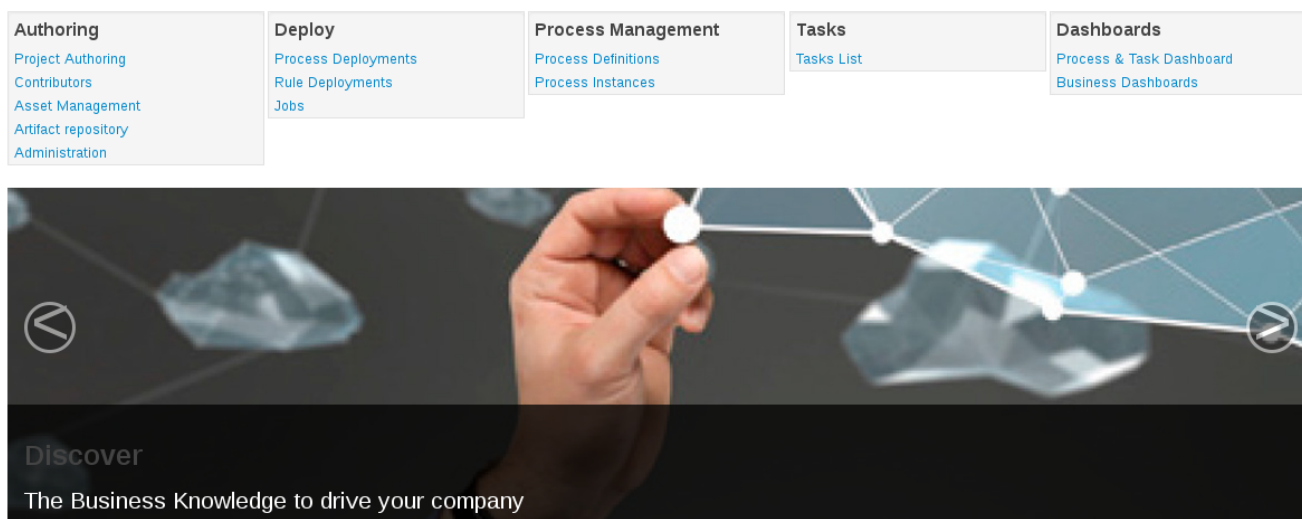 Authoring
Project Authoring
Contributors
Asset Management
Artifact repository
Administration
Deploy
Process Deployments
Rule Deployments
Jobs
Process Management
Process Definitions
Process Instances
Tasks
Tasks List
Dashboards
Process & Task Dashboard
Business Dashboards
Discover
The Business Knowledge to drive your company